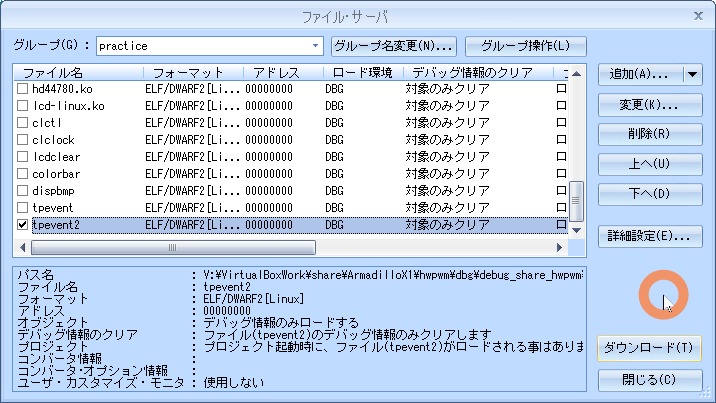 ファイル・サーバ
グループ(G) : practice グループ名変更(N)... グループ操作(L)
ファイル名 フォーマット アドレス ロード環境 デバッグ情報のクリア
hd44780.ko ELF/DWARF2[Li... 00000000 DBG 対象のみクリア ロ
lcd-linux.ko ELF/DWARF2[Li... 00000000 DBG 対象のみクリア ロ
clctl ELF/DWARF2[Li... 00000000 DBG 対象のみクリア ロ
clclock ELF/DWARF2[Li... 00000000 DBG 対象のみクリア ロ
lcdclear ELF/DWARF2[Li... 00000000 DBG 対象のみクリア ロ
colorbar ELF/DWARF2[Li... 00000000 DBG 対象のみクリア ロ
dispbmp ELF/DWARF2[Li... 00000000 DBG 対象のみクリア ロ
tpevent ELF/DWARF2[Li... 00000000 DBG 対象のみクリア ロ
tpevent2 ELF/DWARF2[Li... 00000000 DBG 対象のみクリア ロ
追加(A)...
変更(K)...
削除(R)
上へ(U)
下へ(D)
詳細設定(E)...
パス名 : V:¥VirtualBoxWork¥share¥ArmadilloX1¥hwpwm¥dbg¥debug_share_hwpwm
ファイル名 : tpevent2
フォーマット : ELF/DWARF2[Linux]
アドレス : 00000000
オブジェクト : デバッグ情報のみロードする
デバッグ情報のクリア : ファイル(tpevent2)のデバッグ情報のみクリアします
プロジェクト : プロジェクト起動時に、ファイル(tpevent2)がロードされる事はありま
コンバータ情報 :
コンバータ・オプション情報 :
ユーザ・カスタマイズ・モニタ : 使用しない
ダウンロード(T)
閉じる(C)